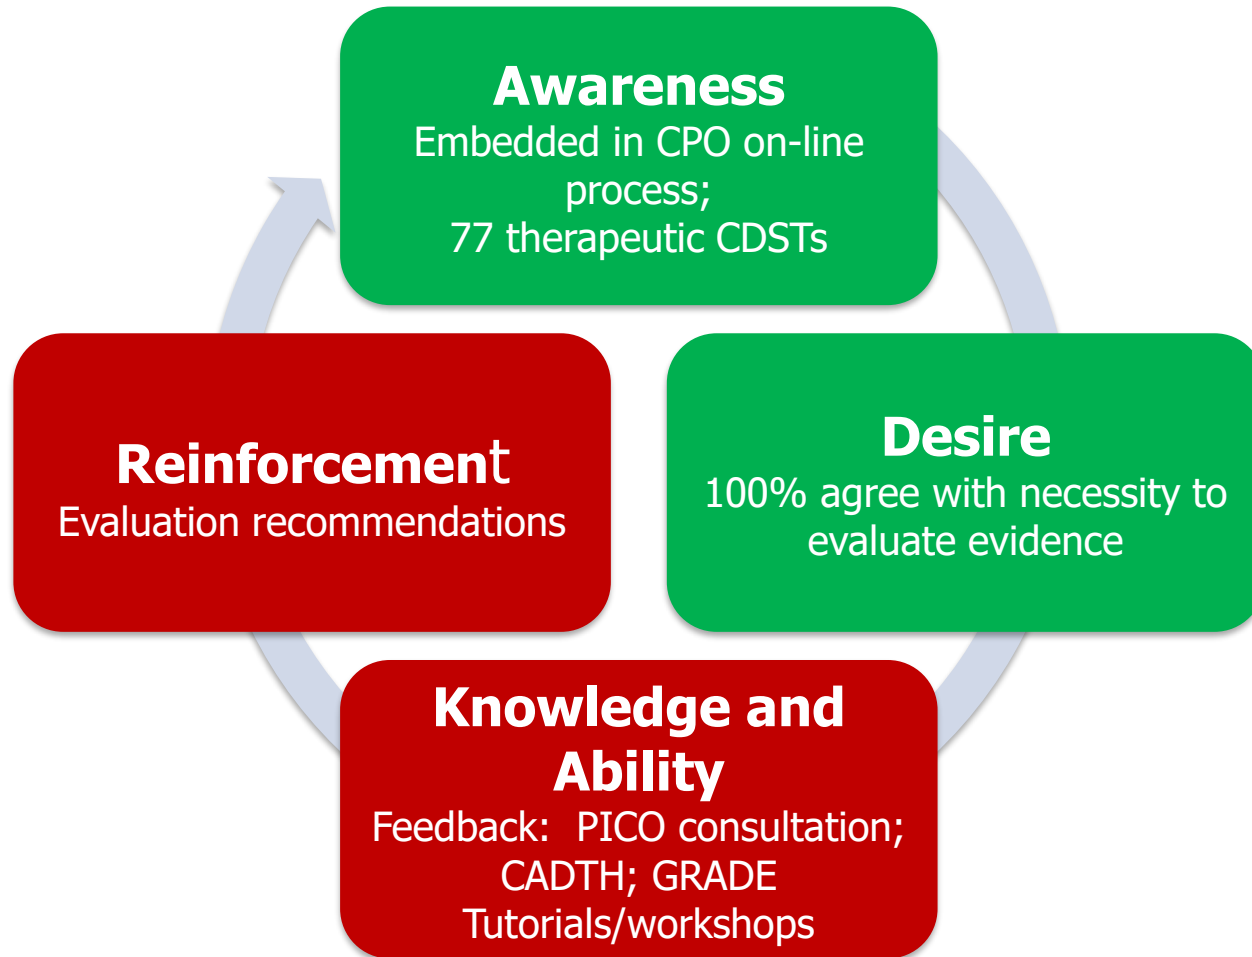 Awareness
Embedded in CPO on-line
process;
77 therapeutic CDSTs
Reinforcement
Evaluation recommendations
Desire
100% agree with necessity to
evaluate evidence
Knowledge and
Ability
Feedback:  PICO consultation;
CADTH; GRADE
Tutorials/workshops